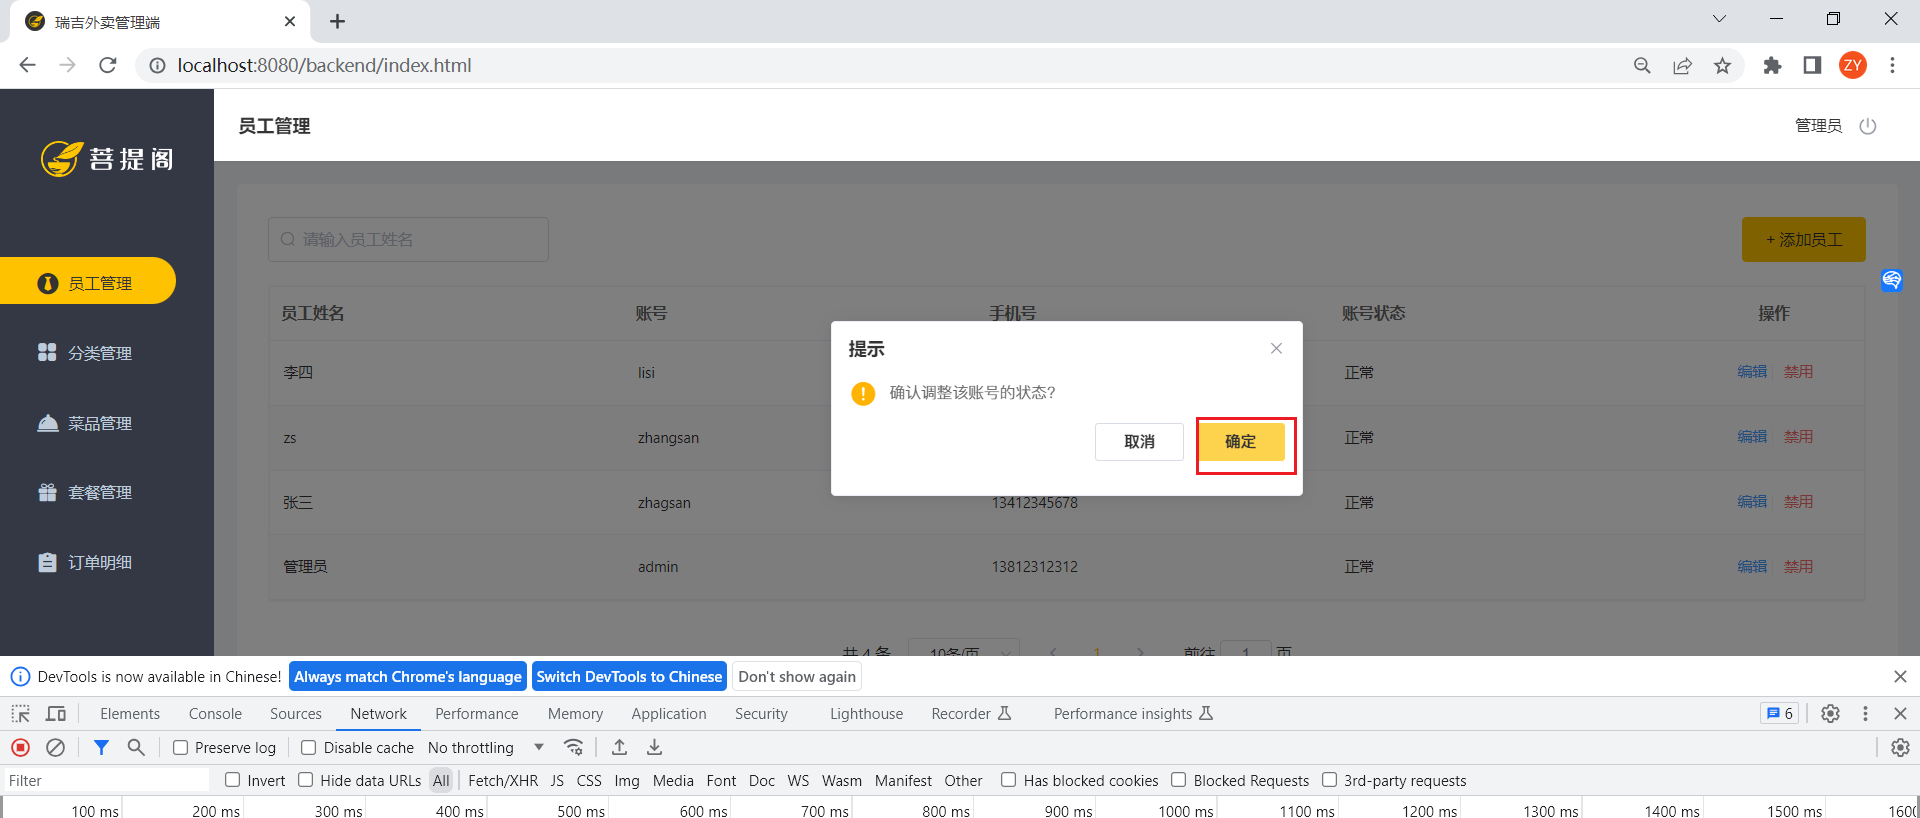 瑞吉外卖管理端
localhost:8080/backend/index.html
ZY
菩提阁
员工管理
管理员
员工管理
分类管理
菜品管理
套餐管理
订单明细
请输入员工姓名
+ 添加员工
员工姓名 账号 手机号 账号状态 操作
李四 lisi 正常 编辑 禁用
zs zhangsan 正常 编辑 禁用
张三 zhagsan 13412345678 正常 编辑 禁用
管理员 admin 13812312312 正常 编辑 禁用
提示
确认调整该账号的状态?
取消 确定
共 4 条 10条/页 1 前往 1 页
DevTools is now available in Chinese! Always match Chrome's language Switch DevTools to Chinese Don't show again
Elements Console Sources Network Performance Memory Application Security Lighthouse Recorder Performance insights 6
Preserve log Disable cache No throttling
Filter Invert Hide data URLs All Fetch/XHR JS CSS Img Media Font Doc WS Wasm Manifest Other Has blocked cookies Blocked Requests 3rd-party requests
100 ms 200 ms 300 ms 400 ms 500 ms 600 ms 700 ms 800 ms 900 ms 1000 ms 1100 ms 1200 ms 1300 ms 1400 ms 1500 ms